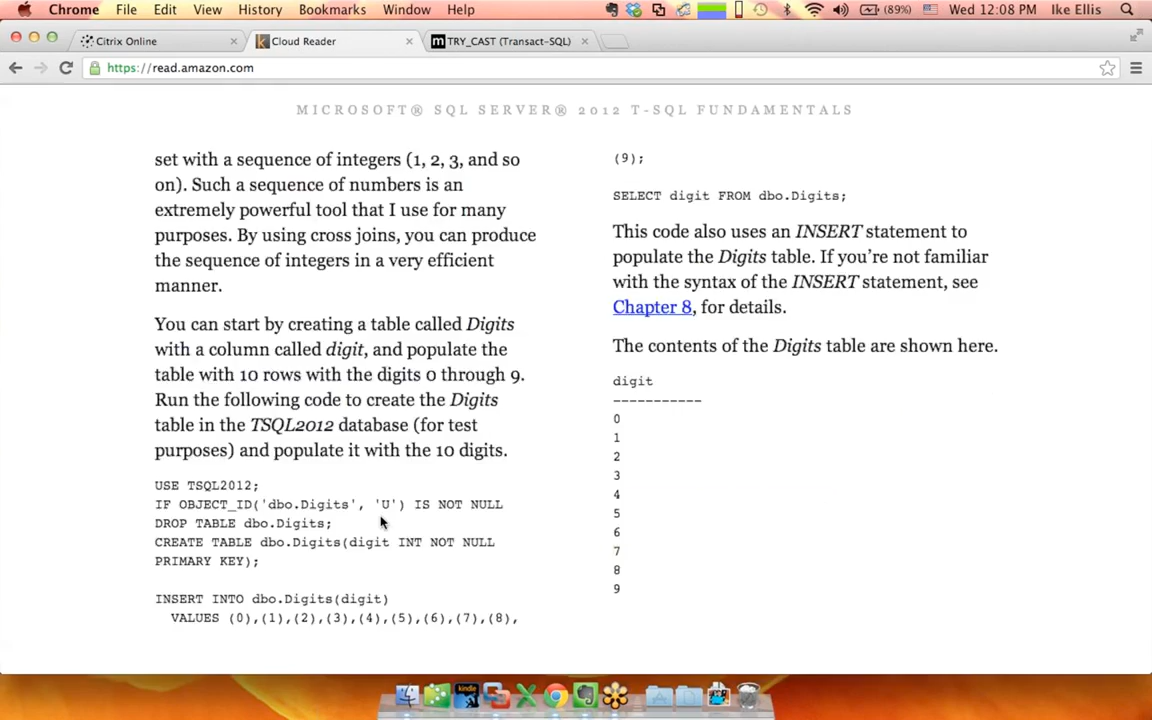 Chrome File Edit View History Bookmarks Window Help (89%) Wed 12:08 PM Ike Ellis
Citrix Online Cloud Reader TRY_CAST (Transact-SQL)
https://read.amazon.com
MICROSOFT® SQL SERVER® 2012 T-SQL FUNDAMENTALS
set with a sequence of integers (1, 2, 3, and so
on). Such a sequence of numbers is an
extremely powerful tool that I use for many
purposes. By using cross joins, you can produce
the sequence of integers in a very efficient
manner.
You can start by creating a table called Digits
with a column called digit, and populate the
table with 10 rows with the digits 0 through 9.
Run the following code to create the Digits
table in the TSQL2012 database (for test
purposes) and populate it with the 10 digits.
USE TSQL2012;
IF OBJECT_ID('dbo.Digits', 'U') IS NOT NULL
DROP TABLE dbo.Digits;
CREATE TABLE dbo.Digits(digit INT NOT NULL
PRIMARY KEY);
INSERT INTO dbo.Digits(digit)
VALUES (0),(1),(2),(3),(4),(5),(6),(7),(8),
(9);
SELECT digit FROM dbo.Digits;
This code also uses an INSERT statement to
populate the Digits table. If you're not familiar
with the syntax of the INSERT statement, see
Chapter 8, for details.
The contents of the Digits table are shown here.
digit
-----------
0
1
2
3
4
5
6
7
8
9
kindle